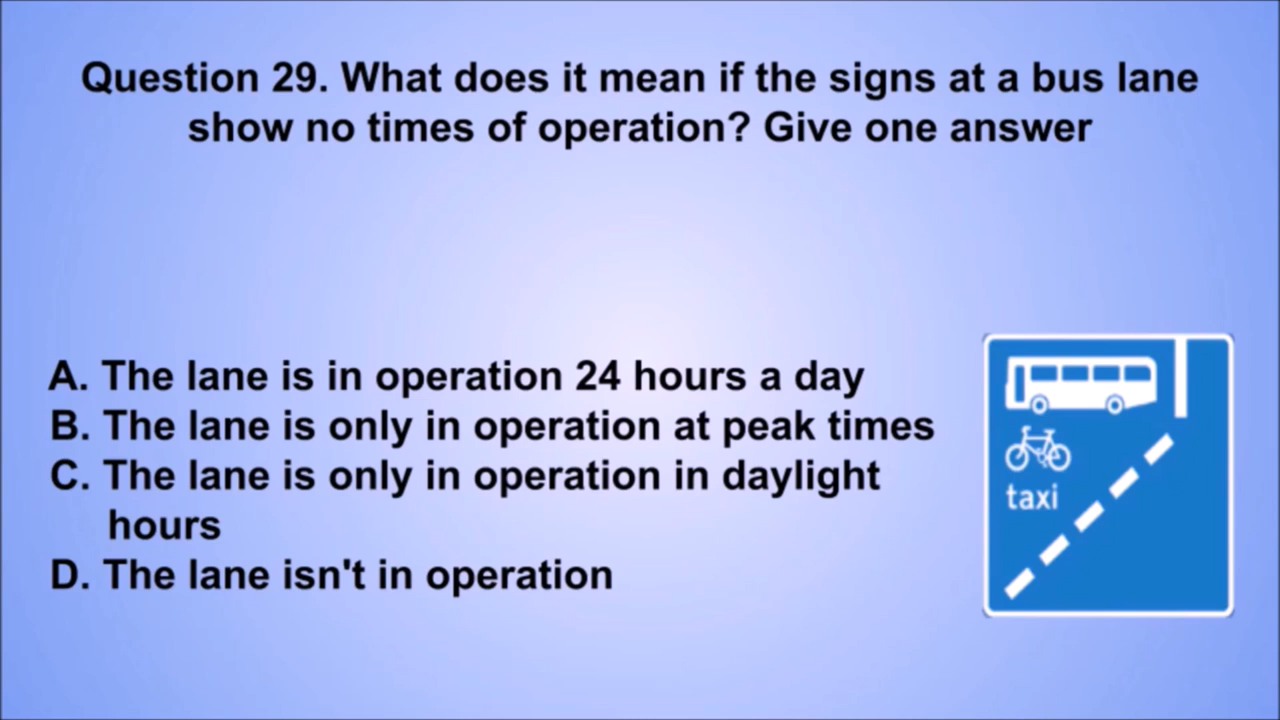 Question 29. What does it mean if the signs at a bus lane
show no times of operation? Give one answer
A. The lane is in operation 24 hours a day
B. The lane is only in operation at peak times
C. The lane is only in operation in daylight
hours
D. The lane isn't in operation
taxi